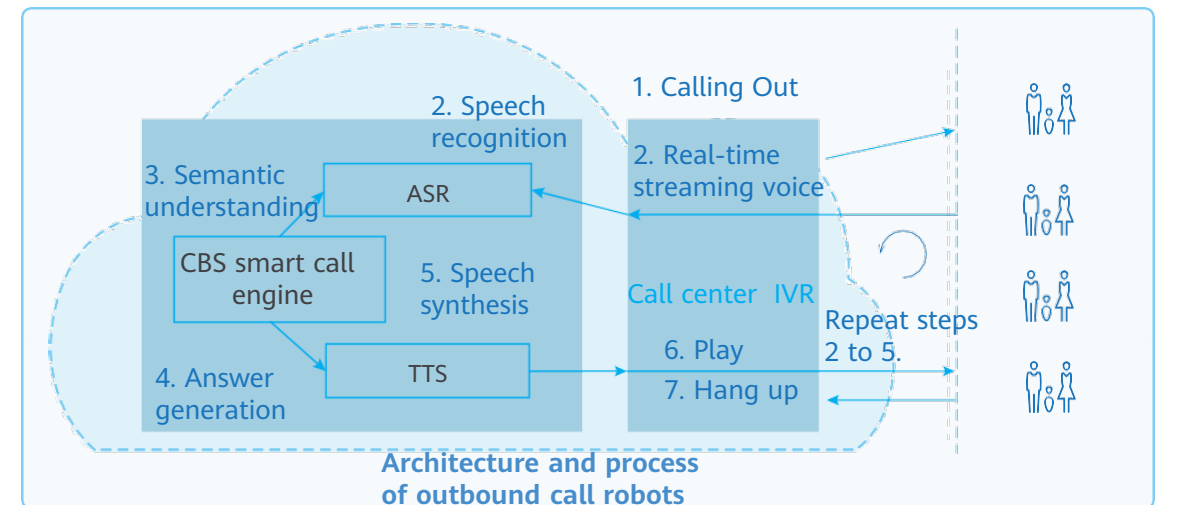 1. Calling Out
2. Speech
recognition
2. Real-time
streaming voice
3. Semantic
understanding
ASR
CBS smart call
engine
5. Speech
synthesis
Call center IVR
Repeat steps
2 to 5.
6. Play
TTS
4. Answer
generation
7. Hang up
Architecture and process
of outbound call robots